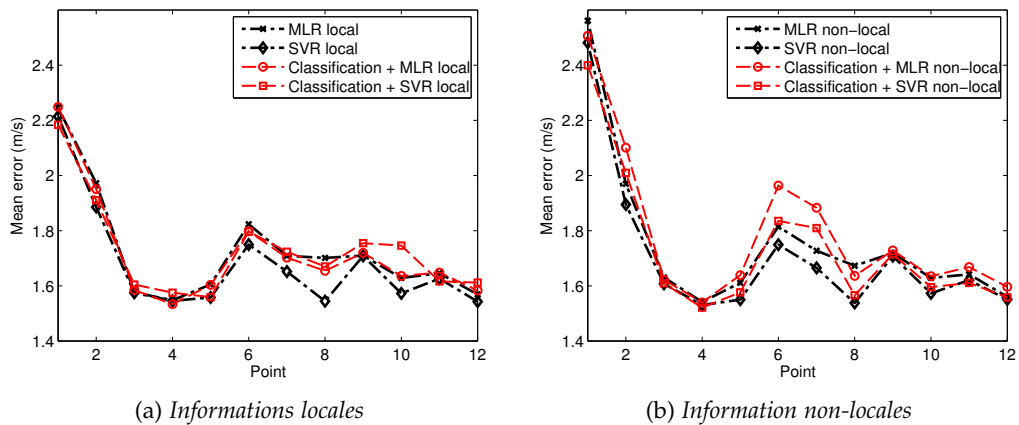 MLR local
SVR local
Classification + MLR local
Classification + SVR local
2.4
2.2
2
1.8
1.6
1.4
Mean error (m/s)
2 4 6 8 10 12
Point
(a) Informations locales
MLR non−local
SVR non−local
Classification + MLR non−local
Classification + SVR non−local
2.4
2.2
2
1.8
1.6
1.4
Mean error (m/s)
2 4 6 8 10 12
Point
(b) Information non-locales